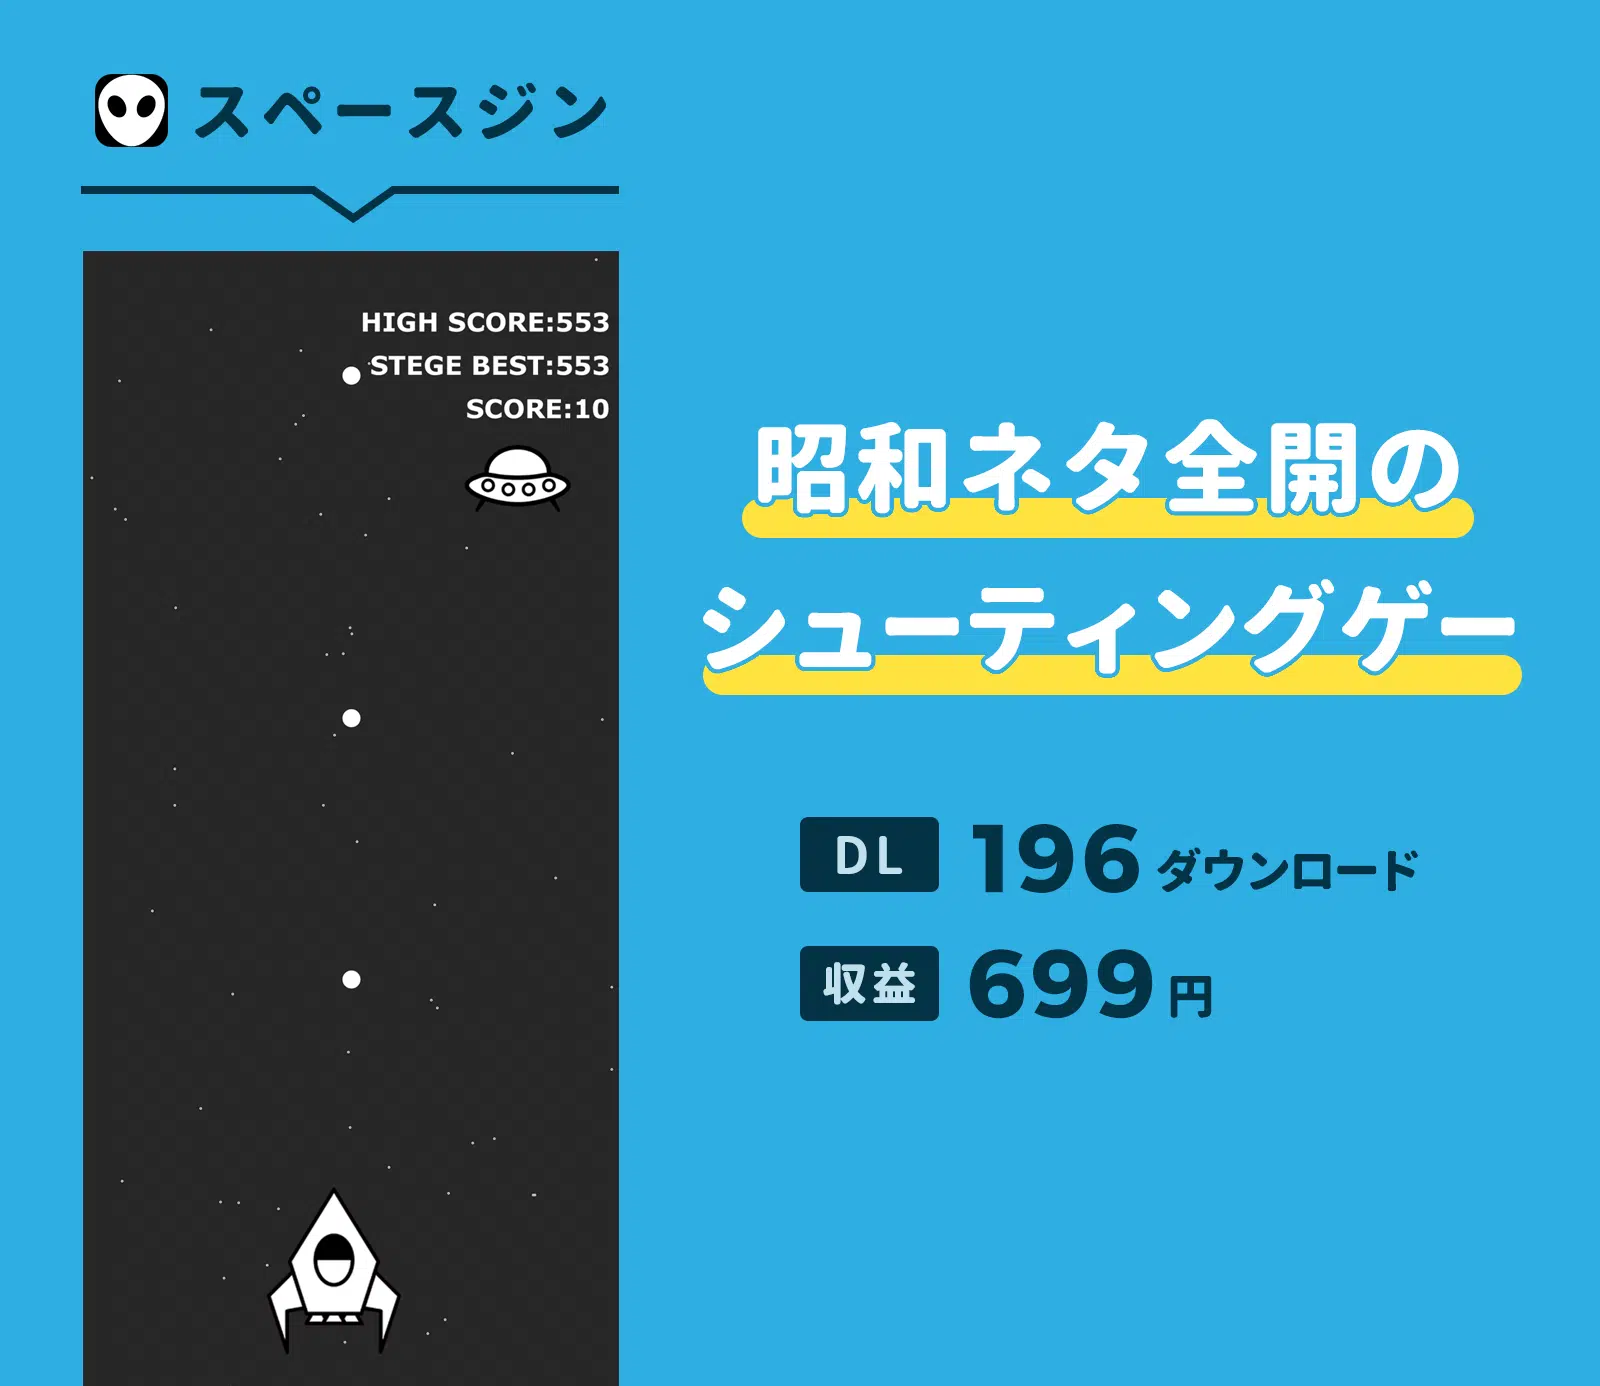 スペースジン
HIGH SCORE:553
STEGE BEST:553
SCORE:10
昭和ネタ全開の
シューティングゲー
DL 196 ダウンロード
収益 699 円